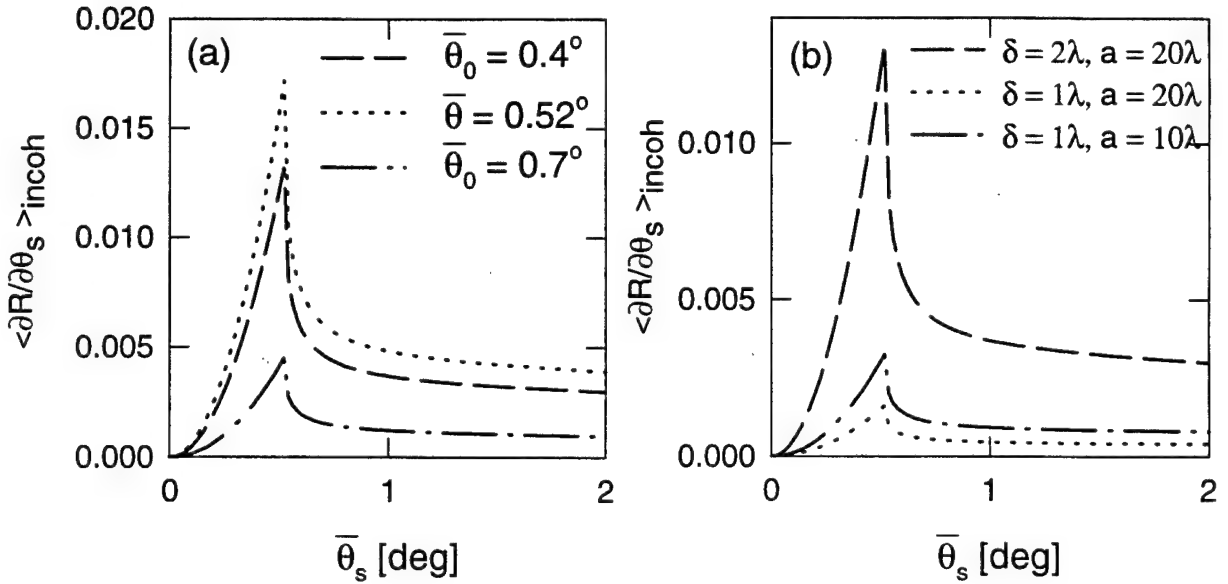 0.020
(a)
θ̄₀ = 0.4°
θ̄ = 0.52°
θ̄₀ = 0.7°
0.015
0.010
0.005
0.000
<∂R/∂θₛ >incoh
0
1
2
θ̄ₛ [deg]
(b)
δ = 2λ, a = 20λ
δ = 1λ, a = 20λ
δ = 1λ, a = 10λ
0.010
0.005
0.000
<∂R/∂θₛ >incoh
0
1
2
θ̄ₛ [deg]